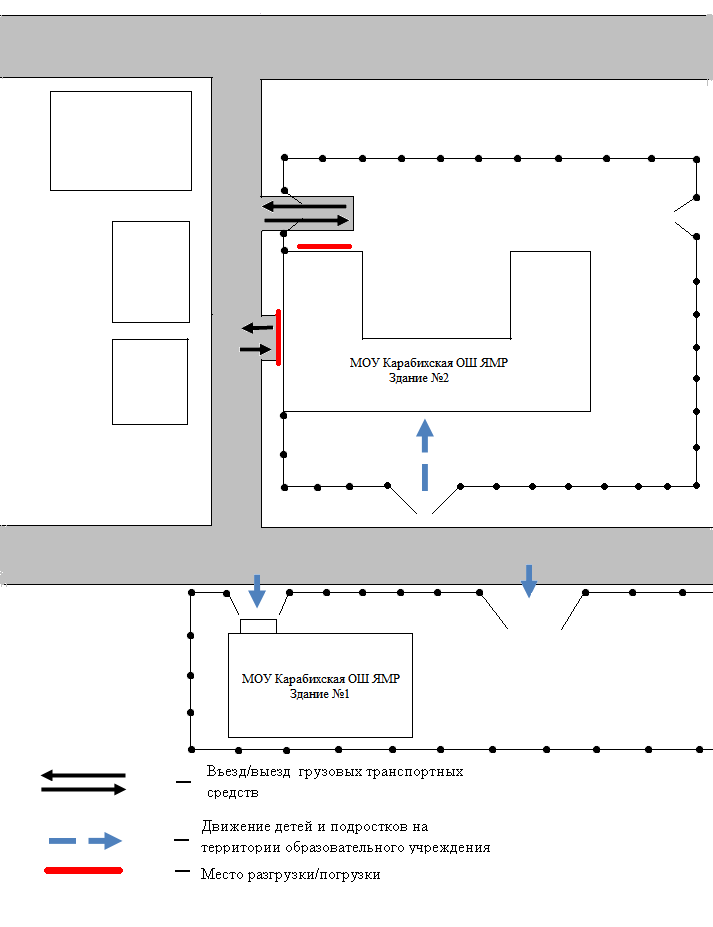 МОУ Карабихская ОШ ЯМР
Здание №2
МОУ Карабихская ОШ ЯМР
Здание №1
Въезд/выезд грузовых транспортных
средств
Движение детей и подростков на
территории образовательного учреждения
Место разгрузки/погрузки